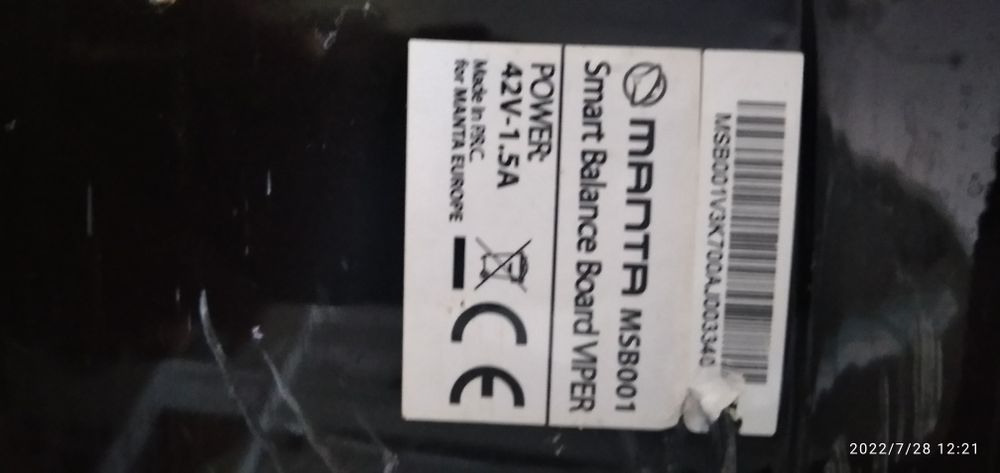 MSB001V3K700AJ003340
MANTA MSB001
Smart Balance Board VIPER
POWER:
42V-1.5A
Made in P.R.C.
for MANTA EUROPE
CE
2022/7/28 12:21